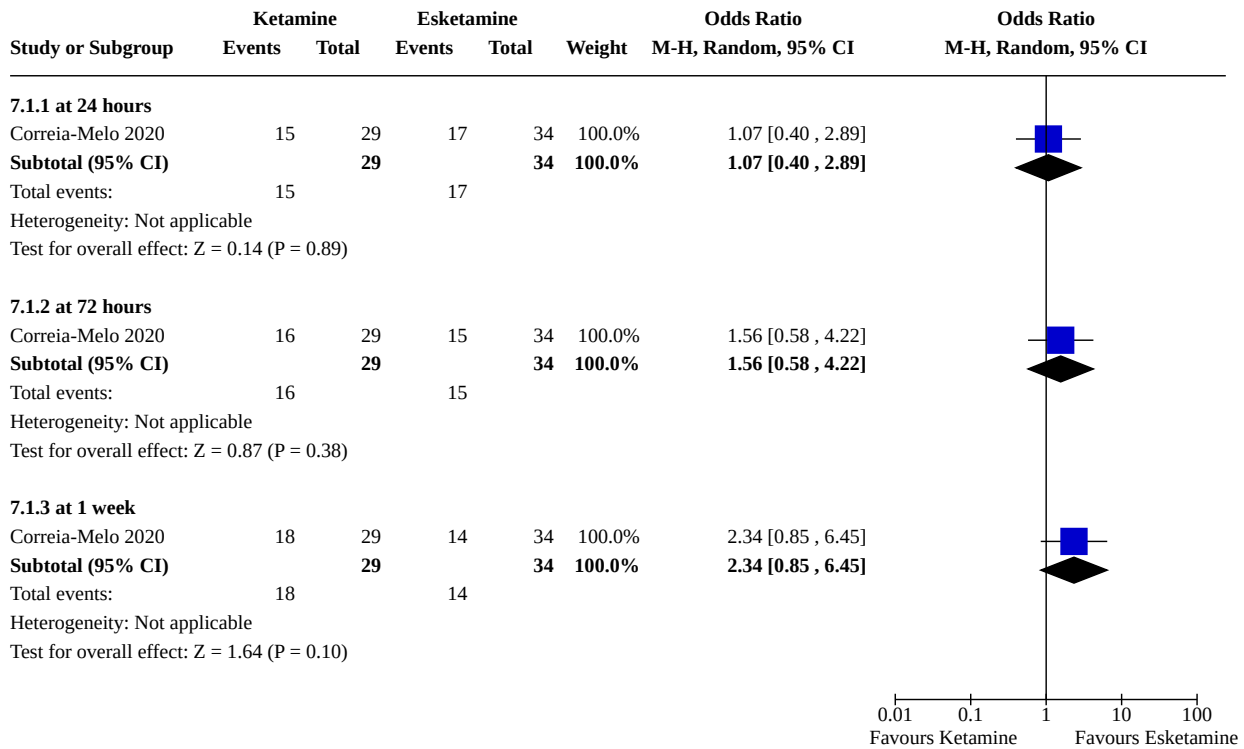 Ketamine Esketamine Odds Ratio Odds Ratio
Study or Subgroup Events Total Events Total Weight M-H, Random, 95% CI M-H, Random, 95% CI
7.1.1 at 24 hours
Correia-Melo 2020 15 29 17 34 100.0% 1.07 [0.40 , 2.89]
Subtotal (95% CI) 29 34 100.0% 1.07 [0.40 , 2.89]
Total events: 15 17
Heterogeneity: Not applicable
Test for overall effect: Z = 0.14 (P = 0.89)
7.1.2 at 72 hours
Correia-Melo 2020 16 29 15 34 100.0% 1.56 [0.58 , 4.22]
Subtotal (95% CI) 29 34 100.0% 1.56 [0.58 , 4.22]
Total events: 16 15
Heterogeneity: Not applicable
Test for overall effect: Z = 0.87 (P = 0.38)
7.1.3 at 1 week
Correia-Melo 2020 18 29 14 34 100.0% 2.34 [0.85 , 6.45]
Subtotal (95% CI) 29 34 100.0% 2.34 [0.85 , 6.45]
Total events: 18 14
Heterogeneity: Not applicable
Test for overall effect: Z = 1.64 (P = 0.10)
0.01 0.1 1 10 100
Favours Ketamine Favours Esketamine